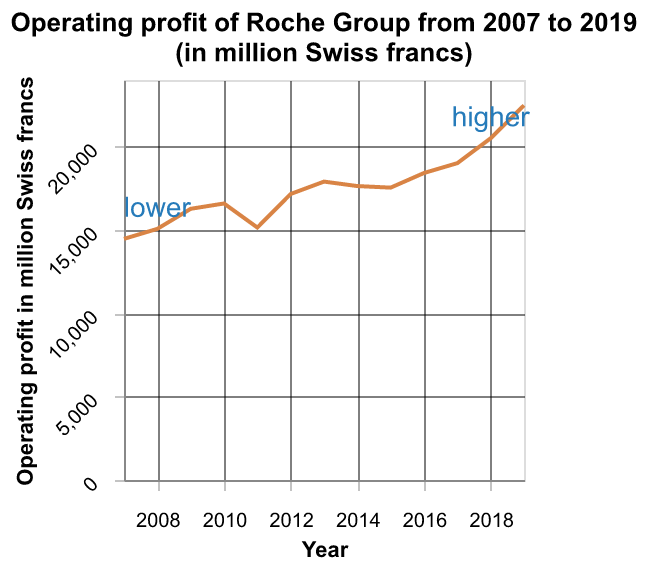 Operating profit of Roche Group from 2007 to 2019
(in million Swiss francs)
Operating profit in million Swiss francs
higher
20,000
lower
15,000
10,000
5,000
0
2008 2010 2012 2014 2016 2018
Year